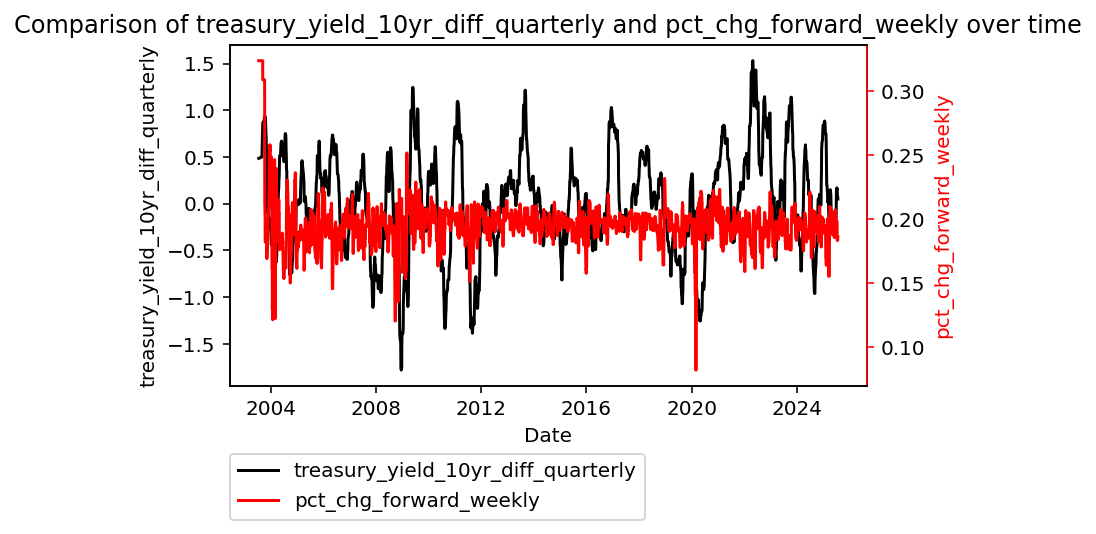 Comparison of treasury_yield_10yr_diff_quarterly and pct_chg_forward_weekly over time
treasury_yield_10yr_diff_quarterly
1.5
1.0
0.5
0.0
−0.5
−1.0
−1.5
0.30
0.25
0.20
0.15
0.10
pct_chg_forward_weekly
2004 2008 2012 2016 2020 2024
Date
treasury_yield_10yr_diff_quarterly
pct_chg_forward_weekly